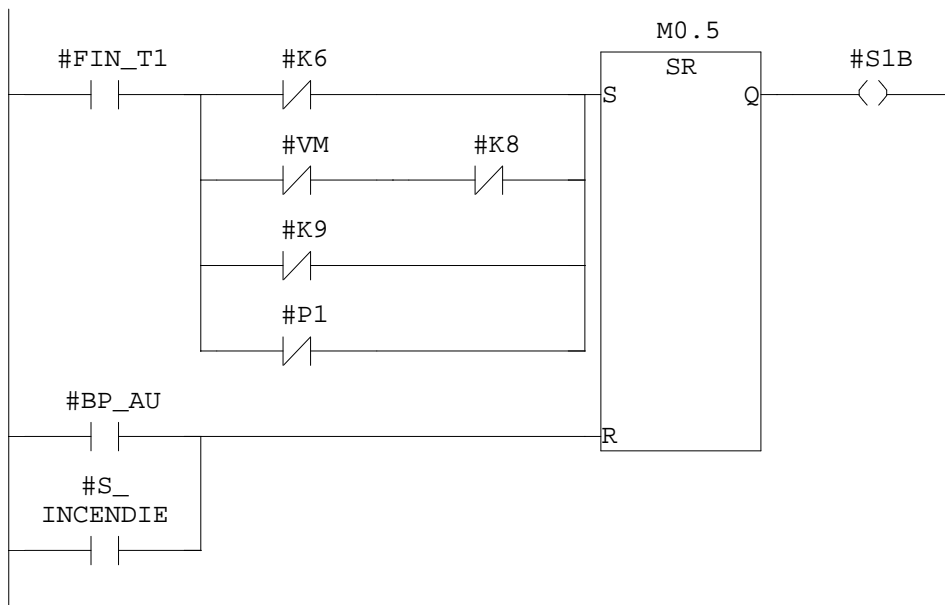 M0.5
#FIN_T1 #K6 SR #S1B
S Q
#VM #K8
#K9
#P1
#BP_AU
R
#S_
INCENDIE